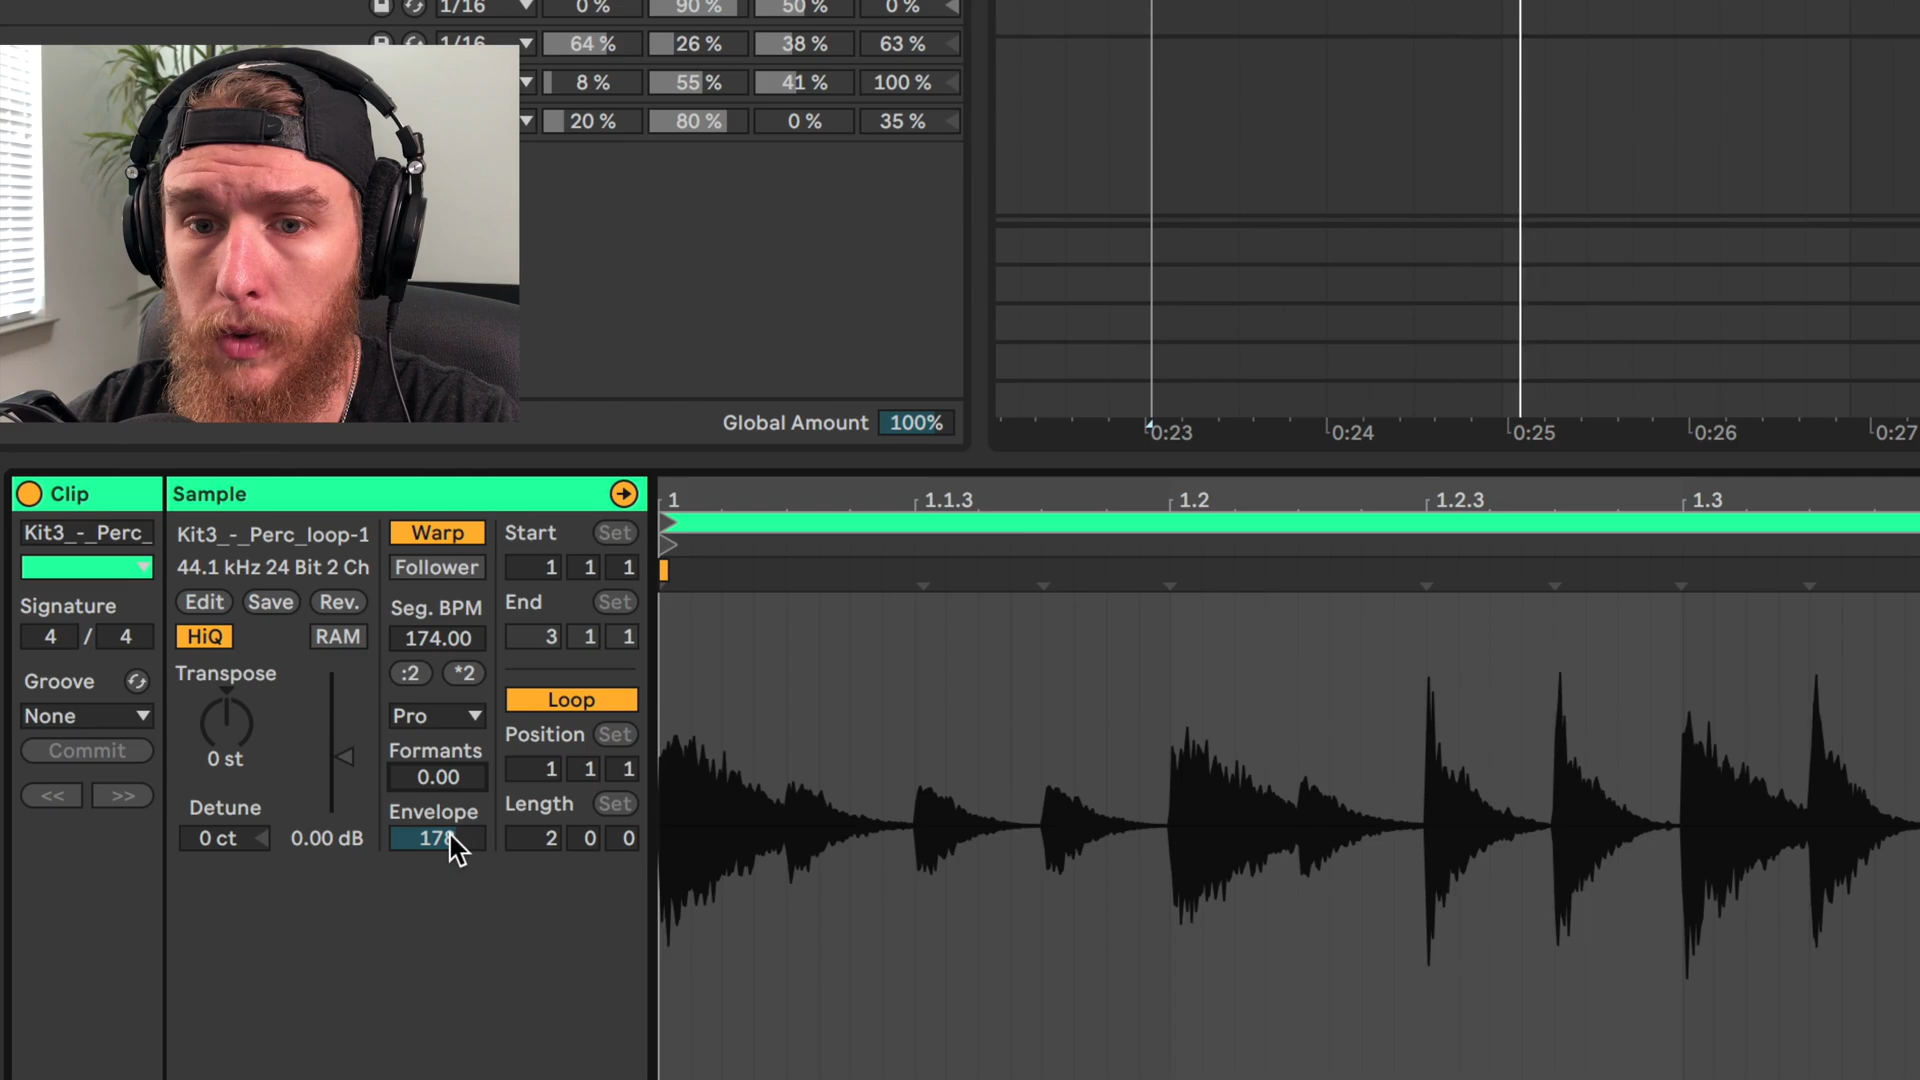 1/16 0 % 90 % 50 % 0 %
1/16 64 % 26 % 38 % 63 %
8 % 55 % 41 % 100 %
20 % 80 % 0 % 35 %
Global Amount 100%
0:23 0:24 0:25 0:26 0:27
Clip
Kit3_-_Perc_
Signature
4 / 4
Groove
None
Commit
<< >>
Sample
Kit3_-_Perc_loop-1
44.1 kHz 24 Bit 2 Ch
Edit Save Rev.
HiQ RAM
Transpose
0 st
Detune
0 ct 0.00 dB
Warp
Follower
Seg. BPM
174.00
:2 *2
Pro
Formants
0.00
Envelope
Start Set
1 1 1
End Set
3 1 1
Loop
Position Set
1 1 1
Length Set
2 0 0
1 1.1.3 1.2 1.2.3 1.3